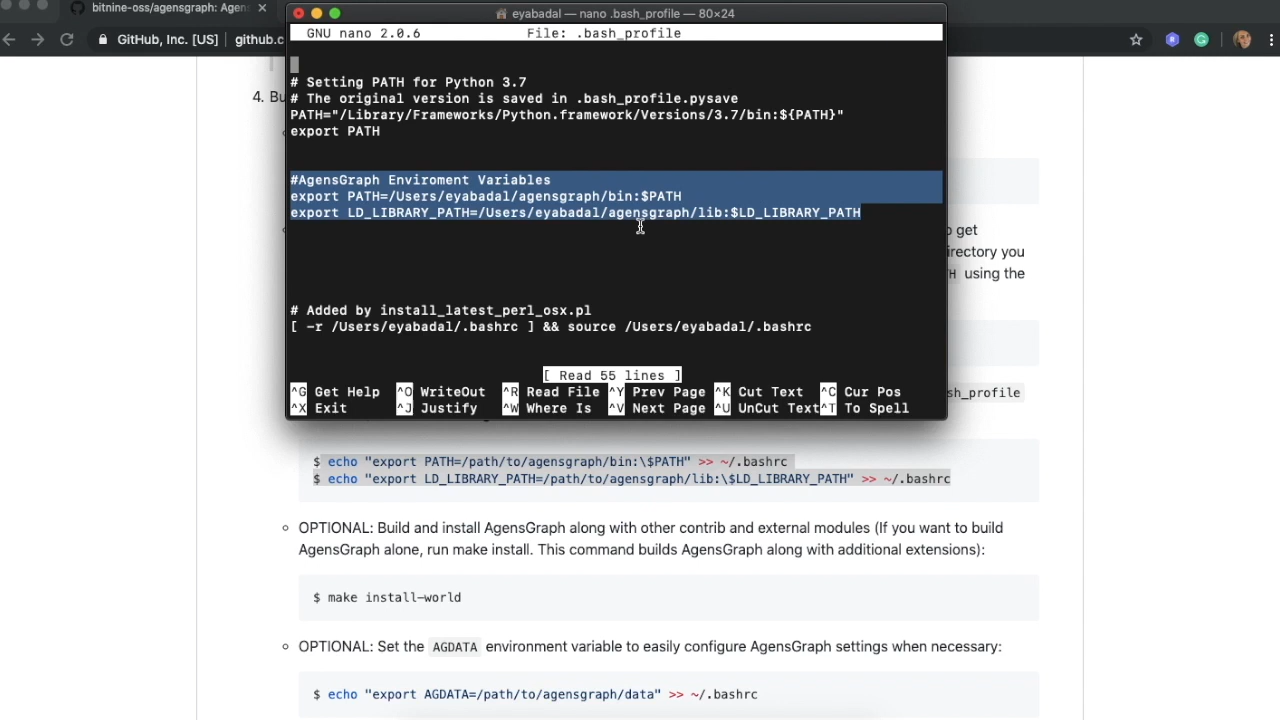 bitnine-oss/agensgraph: Agens
eyabadal — nano .bash_profile — 80×24
GitHub, Inc. [US]
github.c
GNU nano 2.0.6 File: .bash_profile
# Setting PATH for Python 3.7
# The original version is saved in .bash_profile.pysave
PATH="/Library/Frameworks/Python.framework/Versions/3.7/bin:${PATH}"
export PATH
#AgensGraph Enviroment Variables
export PATH=/Users/eyabadal/agensgraph/bin:$PATH
export LD_LIBRARY_PATH=/Users/eyabadal/agensgraph/lib:$LD_LIBRARY_PATH
# Added by install_latest_perl_osx.pl
[ -r /Users/eyabadal/.bashrc ] && source /Users/eyabadal/.bashrc
[ Read 55 lines ]
^G Get Help ^O WriteOut ^R Read File ^Y Prev Page ^K Cut Text ^C Cur Pos
^X Exit ^J Justify ^W Where Is ^V Next Page ^U UnCut Text ^T To Spell
4. Bu
get
irectory you
using the
sh_profile
$ echo "export PATH=/path/to/agensgraph/bin:\$PATH" >> ~/.bashrc
$ echo "export LD_LIBRARY_PATH=/path/to/agensgraph/lib:\$LD_LIBRARY_PATH" >> ~/.bashrc
OPTIONAL: Build and install AgensGraph along with other contrib and external modules (If you want to build
AgensGraph alone, run make install. This command builds AgensGraph along with additional extensions):
$ make install-world
OPTIONAL: Set the AGDATA environment variable to easily configure AgensGraph settings when necessary:
$ echo "export AGDATA=/path/to/agensgraph/data" >> ~/.bashrc